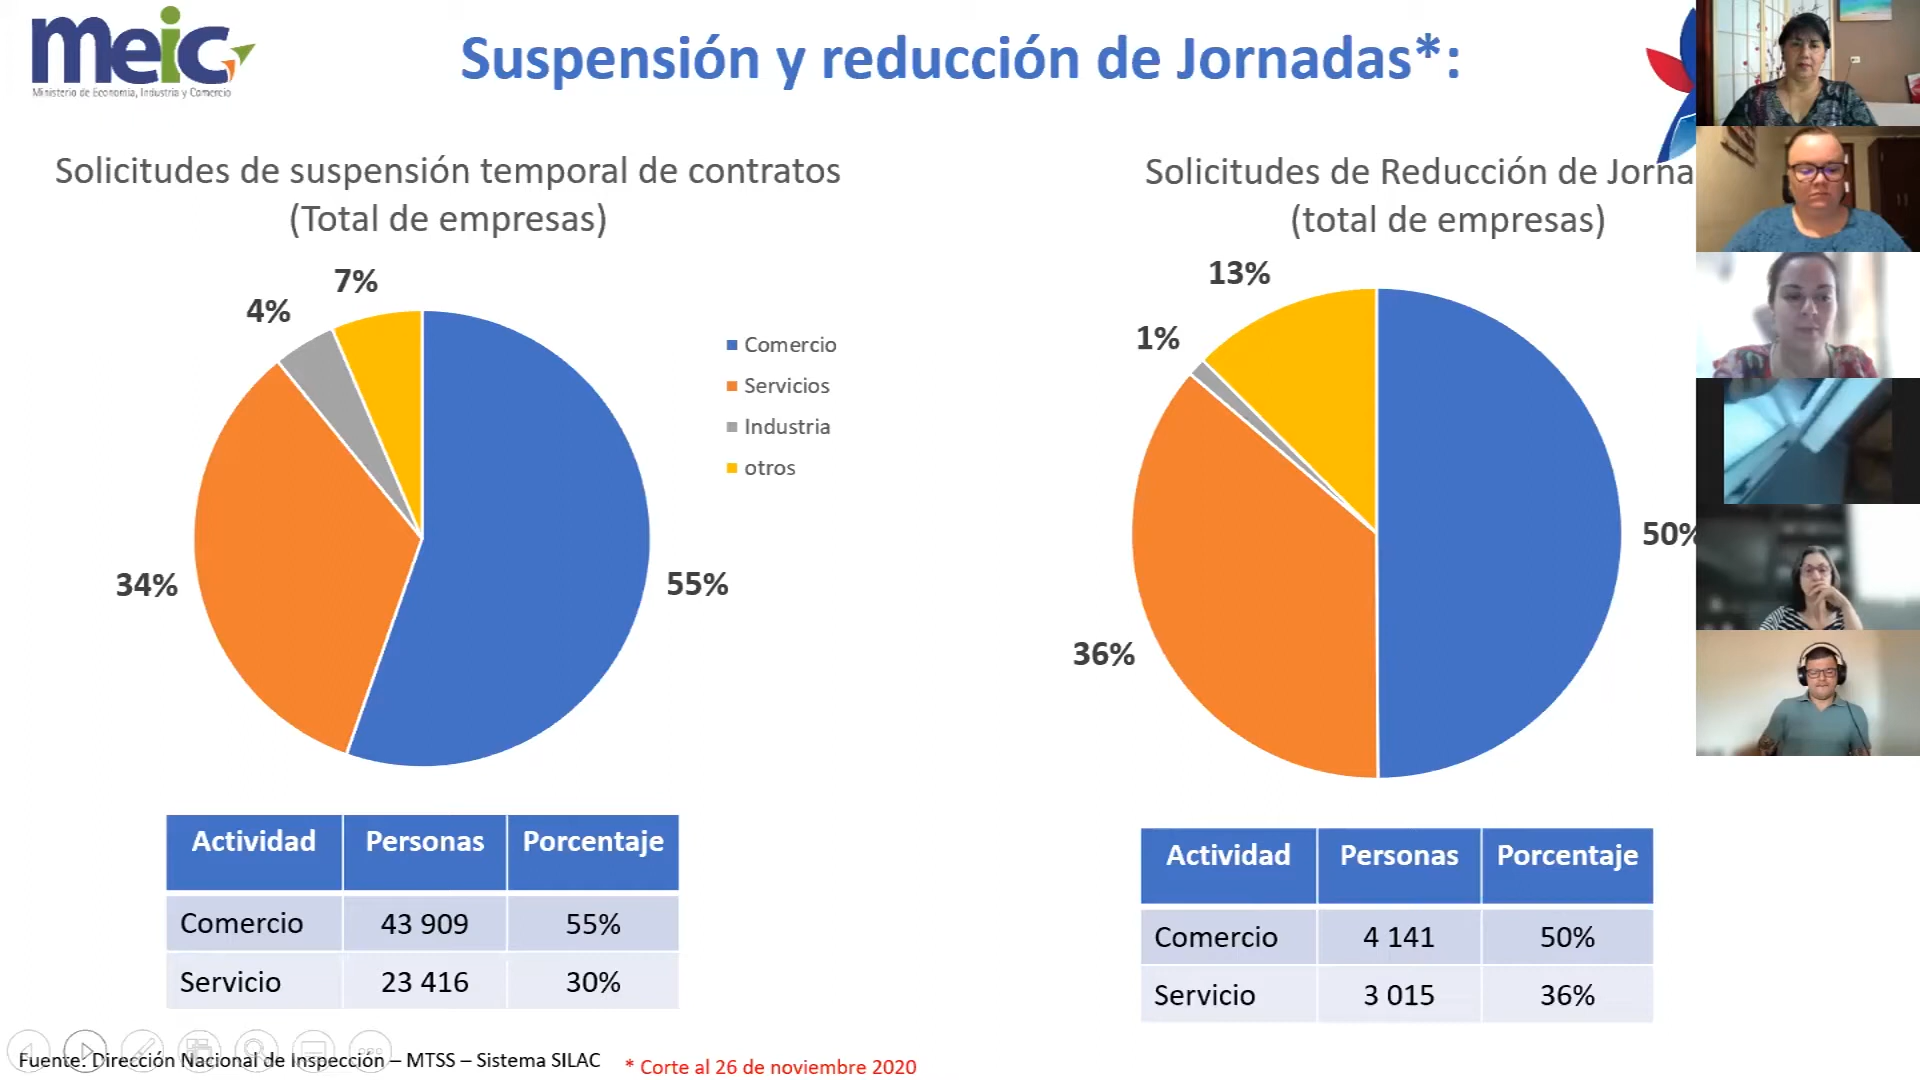 meic
Ministerio de Economía, Industria y Comercio
Suspensión y reducción de Jornadas*:
Solicitudes de suspensión temporal de contratos
(Total de empresas)
7%
4%
34%
55%
Comercio
Servicios
Industria
otros
Solicitudes de Reducción de Jorna
(total de empresas)
13%
1%
36%
50%
Actividad Personas Porcentaje
Comercio 43 909 55%
Servicio 23 416 30%
Actividad Personas Porcentaje
Comercio 4 141 50%
Servicio 3 015 36%
Fuente: Dirección Nacional de Inspección – MTSS – Sistema SILAC
* Corte al 26 de noviembre 2020